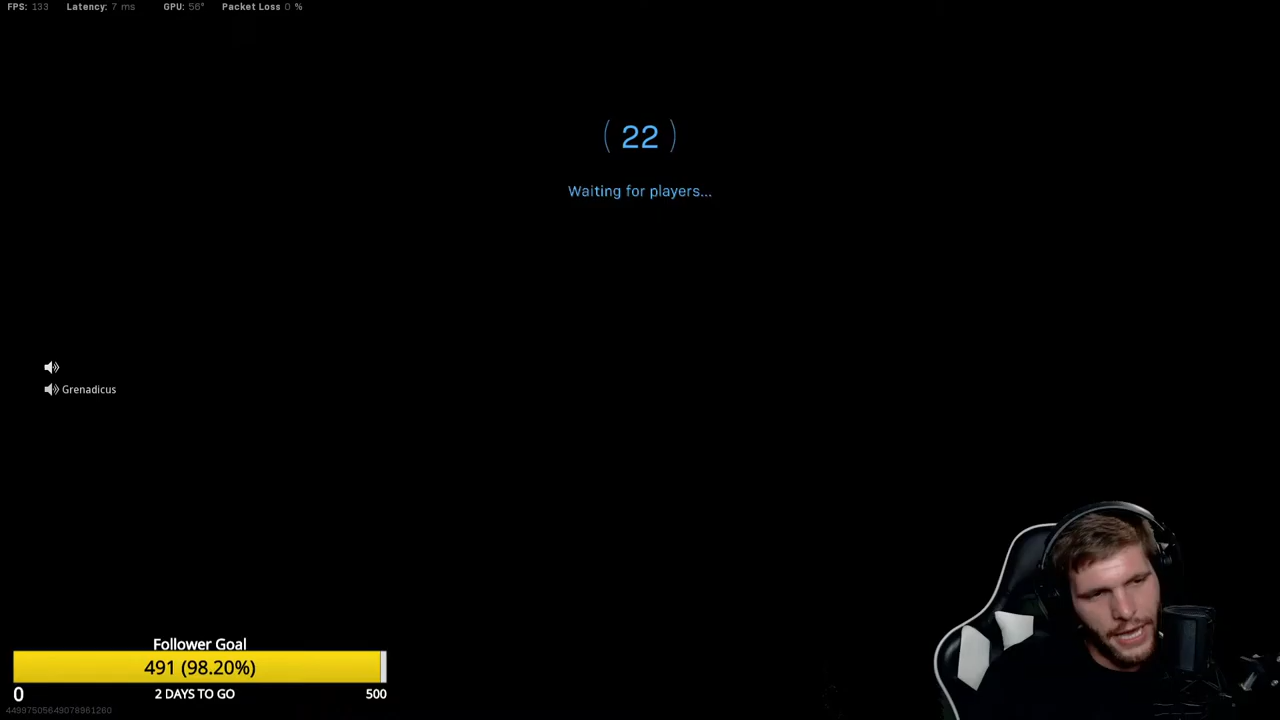 FPS: 133 Latency: 7 ms GPU: 56° Packet Loss 0 %
( 22 )
Waiting for players...
Grenadicus
Follower Goal
491 (98.20%)
0 2 DAYS TO GO 500